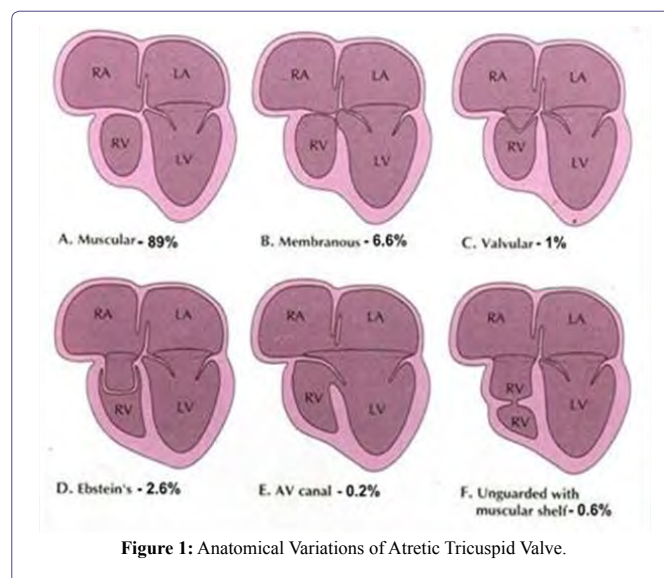 RA LA RA LA RA LA
RV LV RV LV RV LV
A. Muscular - 89% B. Membranous - 6.6% C. Valvular - 1%
RA LA RA LA RA LA
RV LV RV LV RV LV
RV
D. Ebstein's - 2.6% E. AV canal - 0.2% F. Unguarded with
muscular shelf - 0.6%
Figure 1: Anatomical Variations of Atretic Tricuspid Valve.